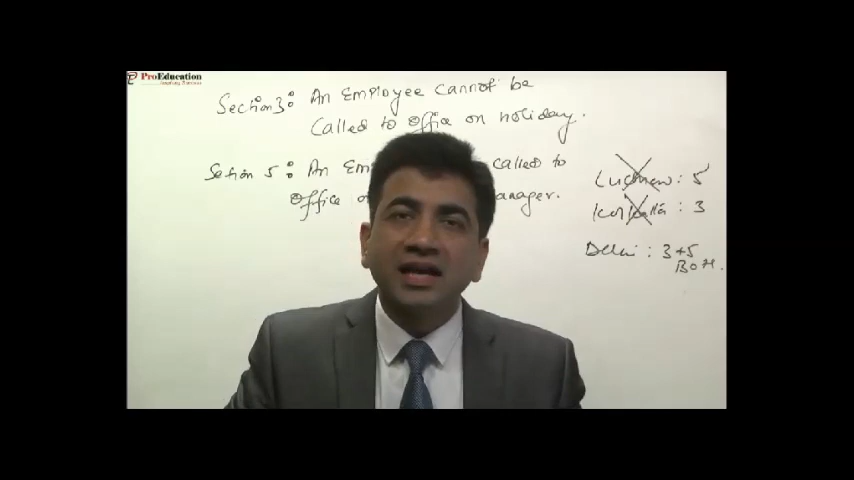 ProEducation
Section 3: An Employee cannot be
Called to Office on holiday.
Section 5: An Em called to
Office o anager.
Lucknow: 5
Kolkatta: 3
Delhi: 3+5
BOTH.